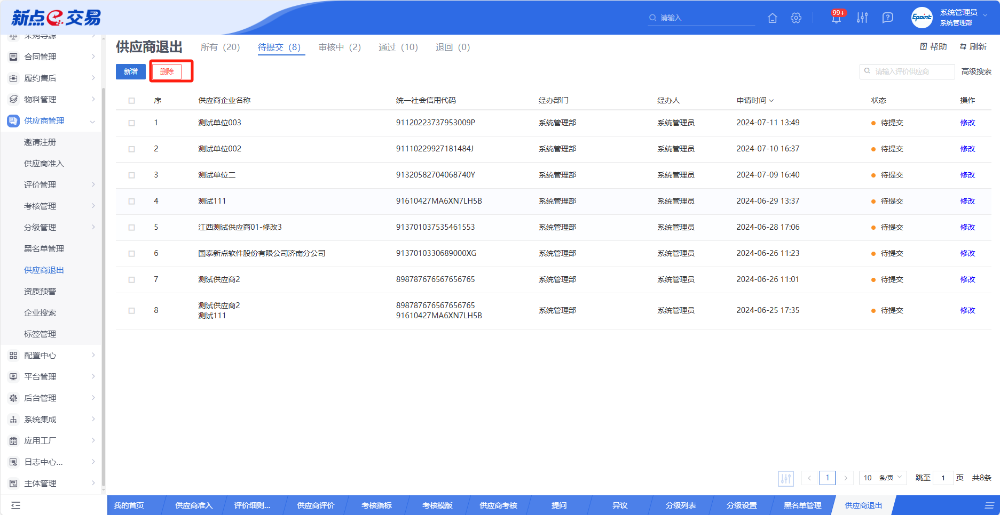 新点e交易
请输入
99+
Epoint
系统管理员
系统管理部
采购寻源
合同管理
履约售后
物料管理
供应商管理
邀请注册
供应商准入
评价管理
考核管理
分级管理
黑名单管理
供应商退出
资质预警
企业搜索
标签管理
配置中心
平台管理
后台管理
系统集成
应用工厂
日志中心...
主体管理
供应商退出 所有（20） 待提交（8） 审核中（2） 通过（10） 退回（0） 帮助 刷新
新增 删除 请输入评价供应商 高级搜索
序 供应商企业名称 统一社会信用代码 经办部门 经办人 申请时间 状态 操作
1 测试单位003 91120223737953009P 系统管理部 系统管理员 2024-07-11 13:49 待提交 修改
2 测试单位002 91110229927181484J 系统管理部 系统管理员 2024-07-10 16:37 待提交 修改
3 测试单位二 91320582704068740Y 系统管理部 系统管理员 2024-07-09 16:40 待提交 修改
4 测试111 91610427MA6XN7LH5B 系统管理部 系统管理员 2024-06-29 13:37 待提交 修改
5 江西测试供应商01-修改3 913701037535461553 系统管理部 系统管理员 2024-06-28 17:06 待提交 修改
6 国泰新点软件股份有限公司济南分公司 9137010330689000XG 系统管理部 系统管理员 2024-06-26 11:23 待提交 修改
7 测试供应商2 898787676567656765 系统管理部 系统管理员 2024-06-26 11:01 待提交 修改
8 测试供应商2 898787676567656765 系统管理部 系统管理员 2024-06-25 17:35 待提交 修改
测试111 91610427MA6XN7LH5B
1 10 条/页 跳至 1 页 共8条
我的首页 供应商准入 评价细则... 供应商评价 考核指标 考核模版 供应商考核 提问 异议 分级列表 分级设置 黑名单管理 供应商退出